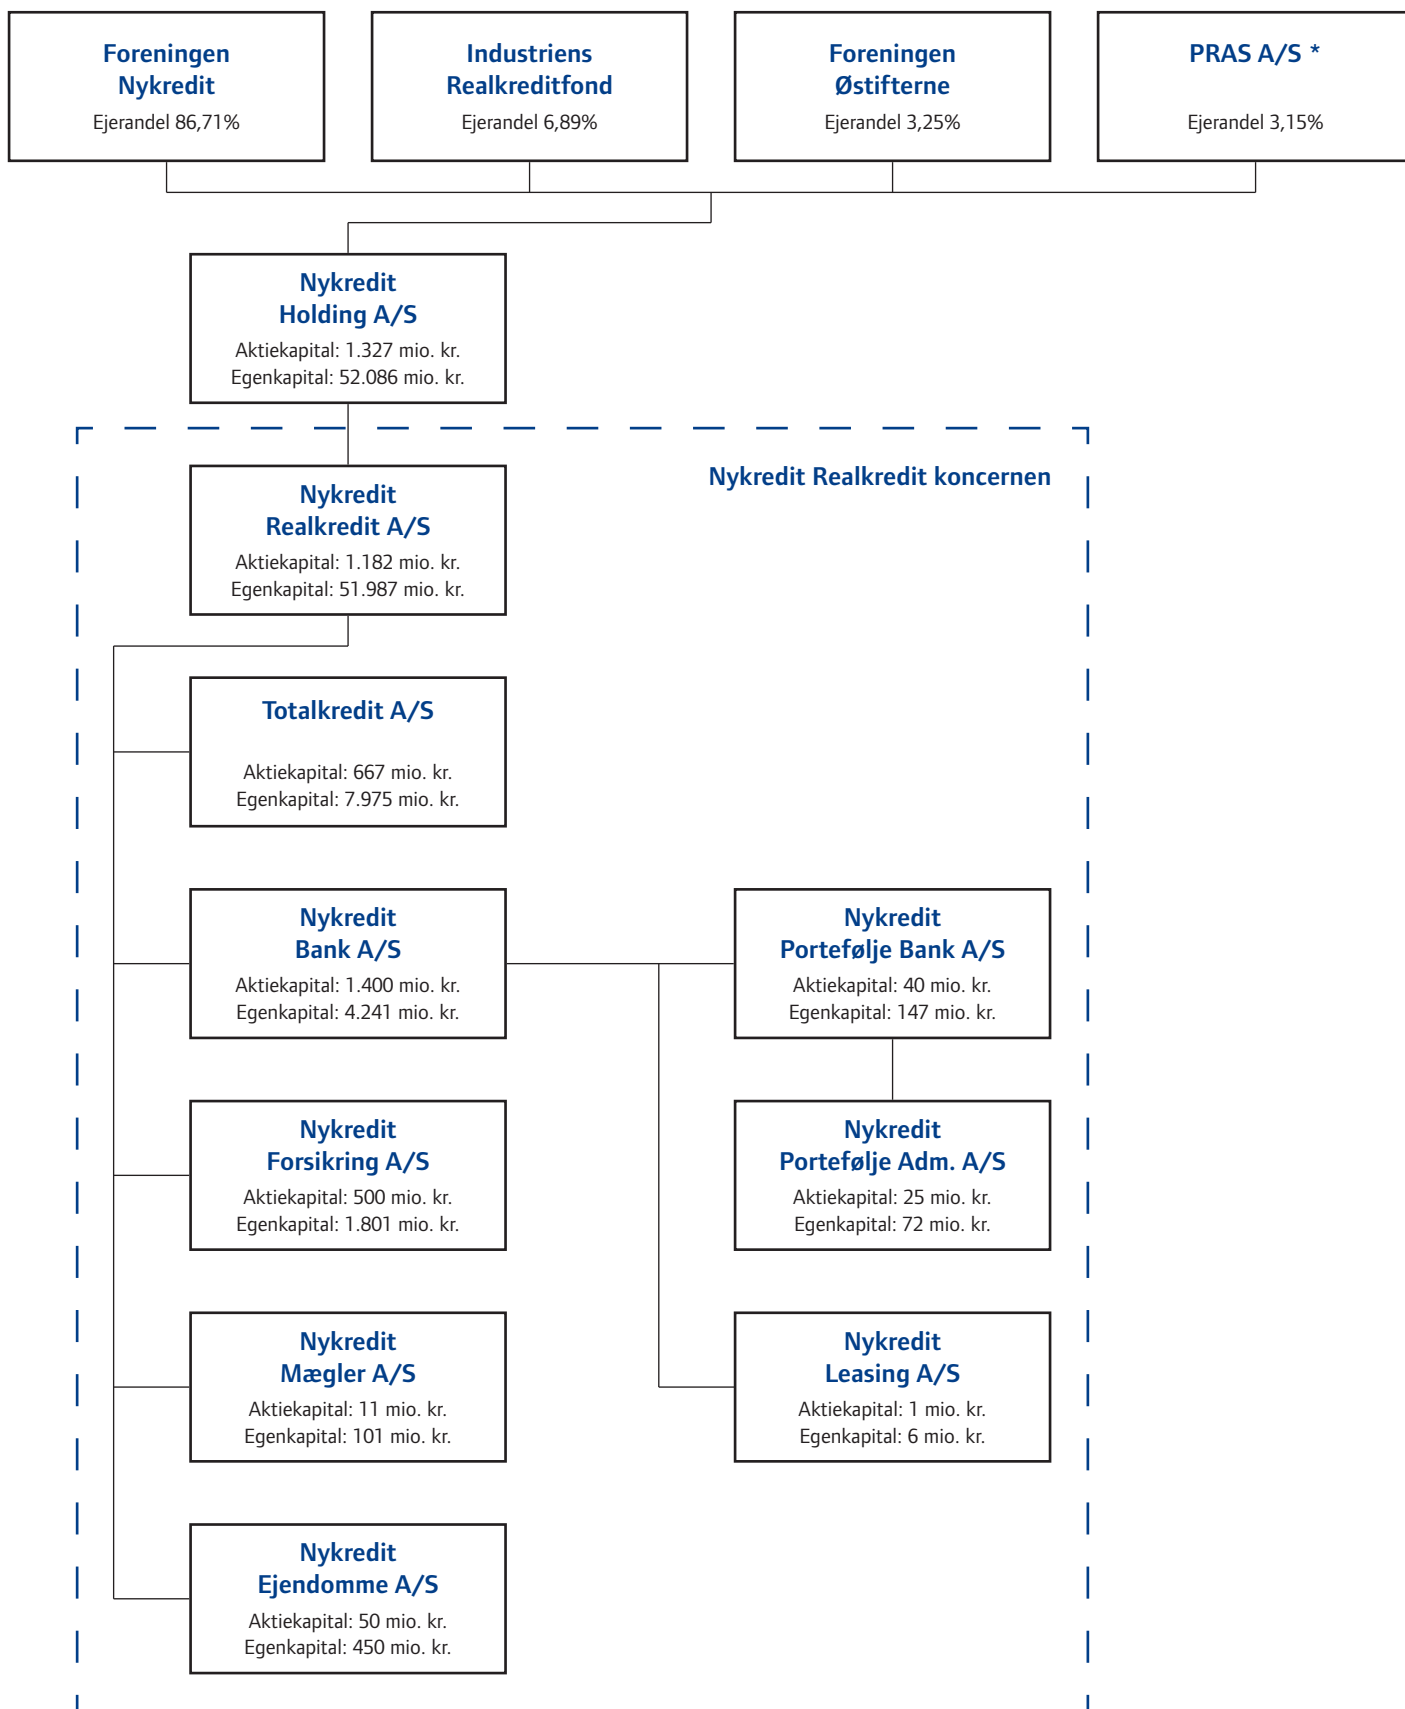 Foreningen
Nykredit
Ejerandel 86,71%
Industriens
Realkreditfond
Ejerandel 6,89%
Foreningen
Østifterne
Ejerandel 3,25%
PRAS A/S *
Ejerandel 3,15%
Nykredit
Holding A/S
Aktiekapital: 1.327 mio. kr.
Egenkapital: 52.086 mio. kr.
Nykredit Realkredit koncernen
Nykredit
Realkredit A/S
Aktiekapital: 1.182 mio. kr.
Egenkapital: 51.987 mio. kr.
Totalkredit A/S
Aktiekapital: 667 mio. kr.
Egenkapital: 7.975 mio. kr.
Nykredit
Bank A/S
Aktiekapital: 1.400 mio. kr.
Egenkapital: 4.241 mio. kr.
Nykredit
Portefølje Bank A/S
Aktiekapital: 40 mio. kr.
Egenkapital: 147 mio. kr.
Nykredit
Forsikring A/S
Aktiekapital: 500 mio. kr.
Egenkapital: 1.801 mio. kr.
Nykredit
Portefølje Adm. A/S
Aktiekapital: 25 mio. kr.
Egenkapital: 72 mio. kr.
Nykredit
Mægler A/S
Aktiekapital: 11 mio. kr.
Egenkapital: 101 mio. kr.
Nykredit
Leasing A/S
Aktiekapital: 1 mio. kr.
Egenkapital: 6 mio. kr.
Nykredit
Ejendomme A/S
Aktiekapital: 50 mio. kr.
Egenkapital: 450 mio. kr.